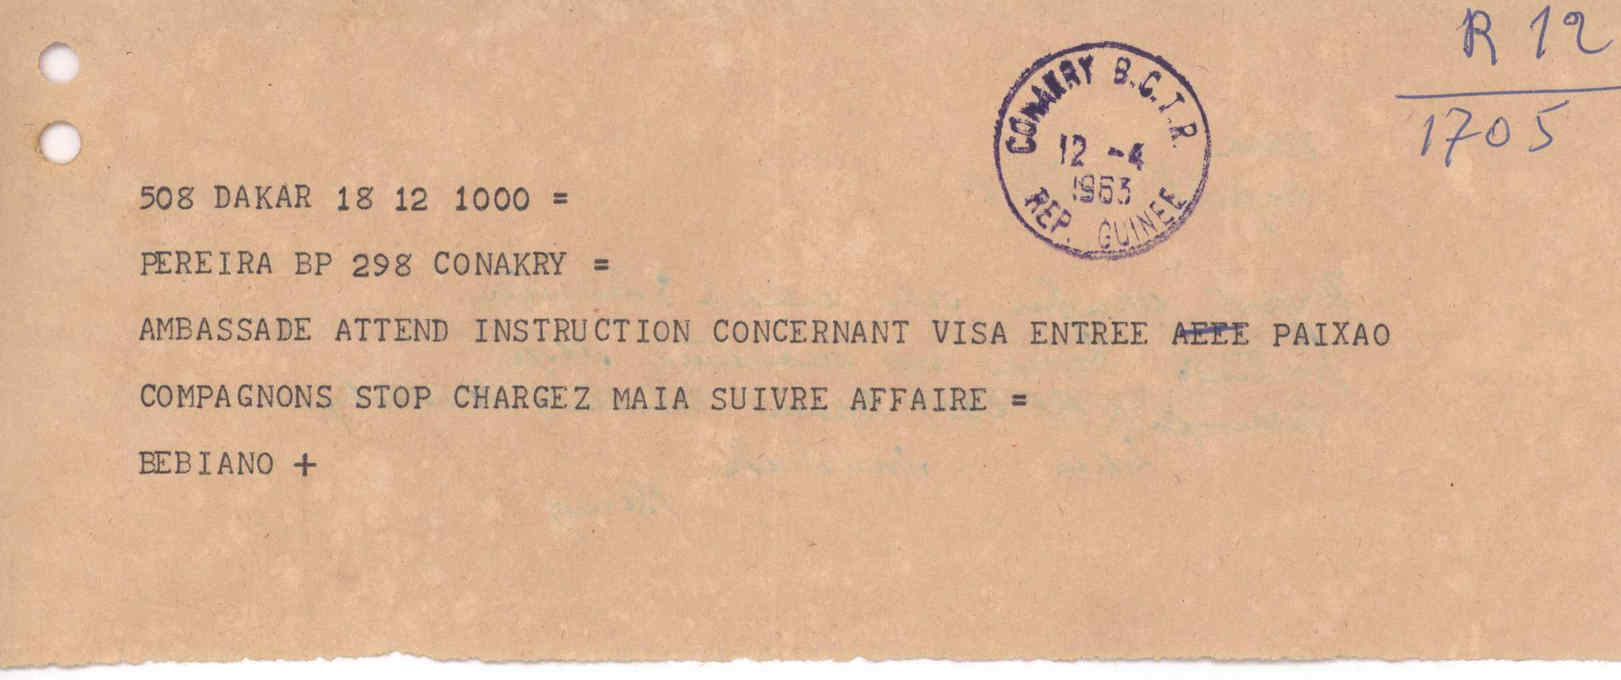 R 12
1705
CONAKRY B.C.T.R.
12 -4
1963
REP. GUINEE
508 DAKAR 18 12 1000 =
PEREIRA BP 298 CONAKRY =
AMBASSADE ATTEND INSTRUCTION CONCERNANT VISA ENTREE AEEE PAIXAO
COMPAGNONS STOP CHARGEZ MAIA SUIVRE AFFAIRE =
BEBIANO +